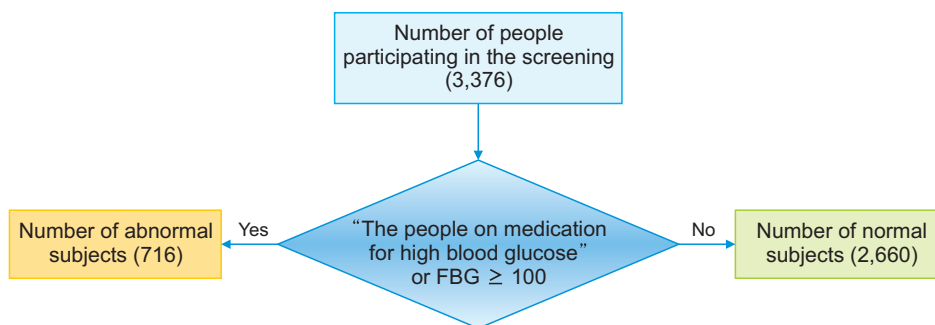 Number of people
participating in the screening
(3,376)
“The people on medication
for high blood glucose”
or FBG ≥ 100
Yes
No
Number of abnormal
subjects (716)
Number of normal
subjects (2,660)